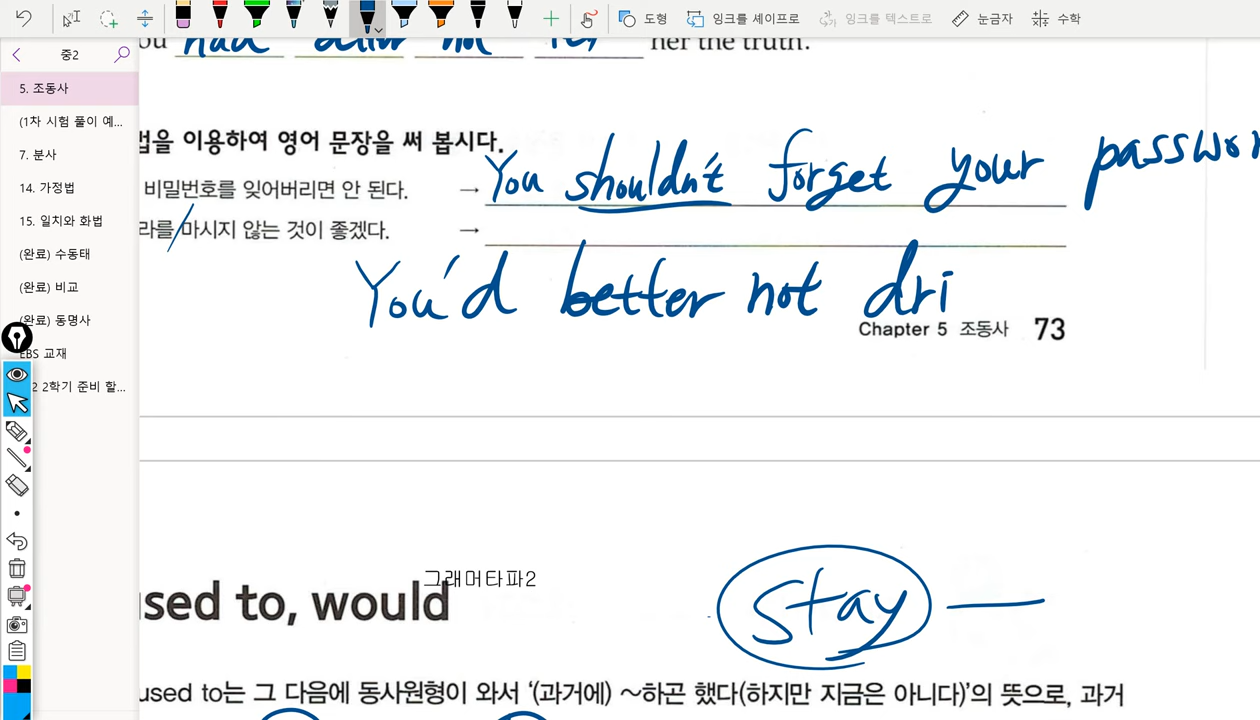 도형 잉크를 셰이프로 잉크를 텍스트로 눈금자 수학
중2
5. 조동사
(1차 시험 풀이 예...
7. 분사
14. 가정법
15. 일치와 화법
(완료) 수동태
(완료) 비교
(완료) 동명사
EBS 교재
2 2학기 준비 할...
ou had better not her the truth.
법을 이용하여 영어 문장을 써 봅시다.
비밀번호를 잊어버리면 안 된다. → You shouldn't forget your passwor
라를 마시지 않는 것이 좋겠다. →
You'd better not dri
Chapter 5 조동사 73
그래머타파2
used to, would
stay
used to는 그 다음에 동사원형이 와서 '(과거에) ~하곤 했다(하지만 지금은 아니다)'의 뜻으로, 과거